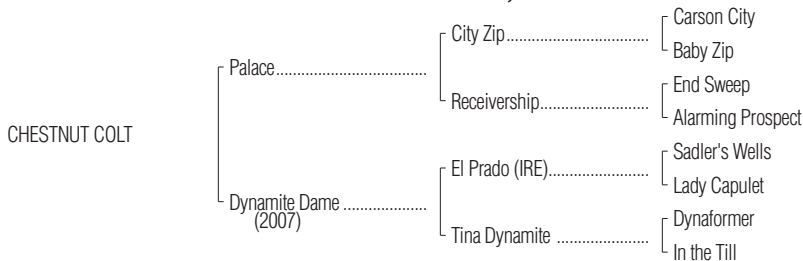 Carson City
City Zip
Baby Zip
Palace
End Sweep
Receivership
Alarming Prospect
CHESTNUT COLT
Sadler's Wells
El Prado (IRE)
Lady Capulet
Dynamite Dame
(2007)
Dynaformer
Tina Dynamite
In the Till